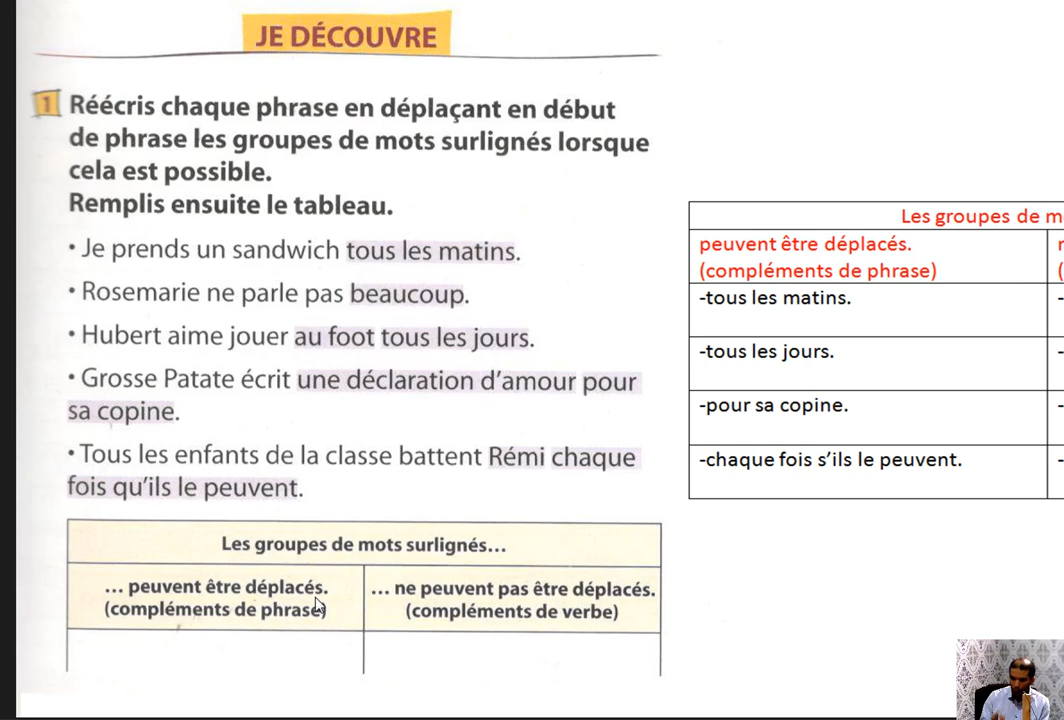 JE DÉCOUVRE
1 Réécris chaque phrase en déplaçant en début
de phrase les groupes de mots surlignés lorsque
cela est possible.
Remplis ensuite le tableau.
• Je prends un sandwich tous les matins.
• Rosemarie ne parle pas beaucoup.
• Hubert aime jouer au foot tous les jours.
• Grosse Patate écrit une déclaration d'amour pour
sa copine.
• Tous les enfants de la classe battent Rémi chaque
fois qu'ils le peuvent.
Les groupes de mots surlignés...
... peuvent être déplacés.
(compléments de phrase)
... ne peuvent pas être déplacés.
(compléments de verbe)
Les groupes de m
peuvent être déplacés.
(compléments de phrase)
-tous les matins.
-tous les jours.
-pour sa copine.
-chaque fois s'ils le peuvent.